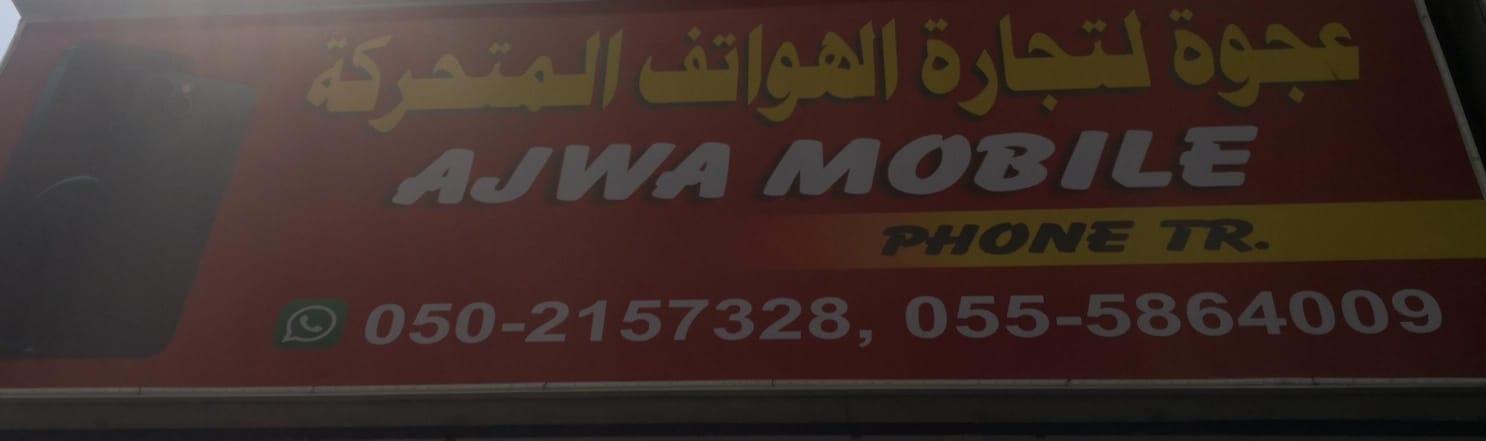 عجوة لتجارة الهواتف المتحركة
AJWA MOBILE
PHONE TR.
050-2157328, 055-5864009